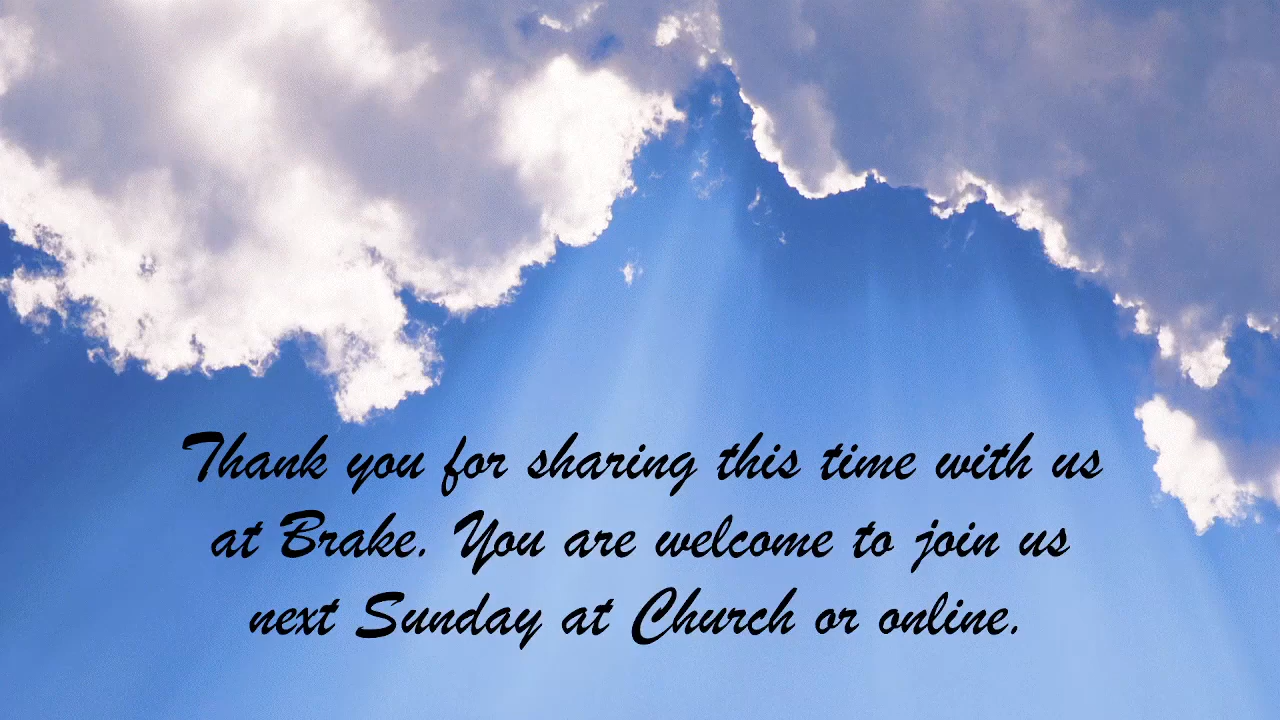 Thank you for sharing this time with us
at Brake. You are welcome to join us
next Sunday at Church or online.